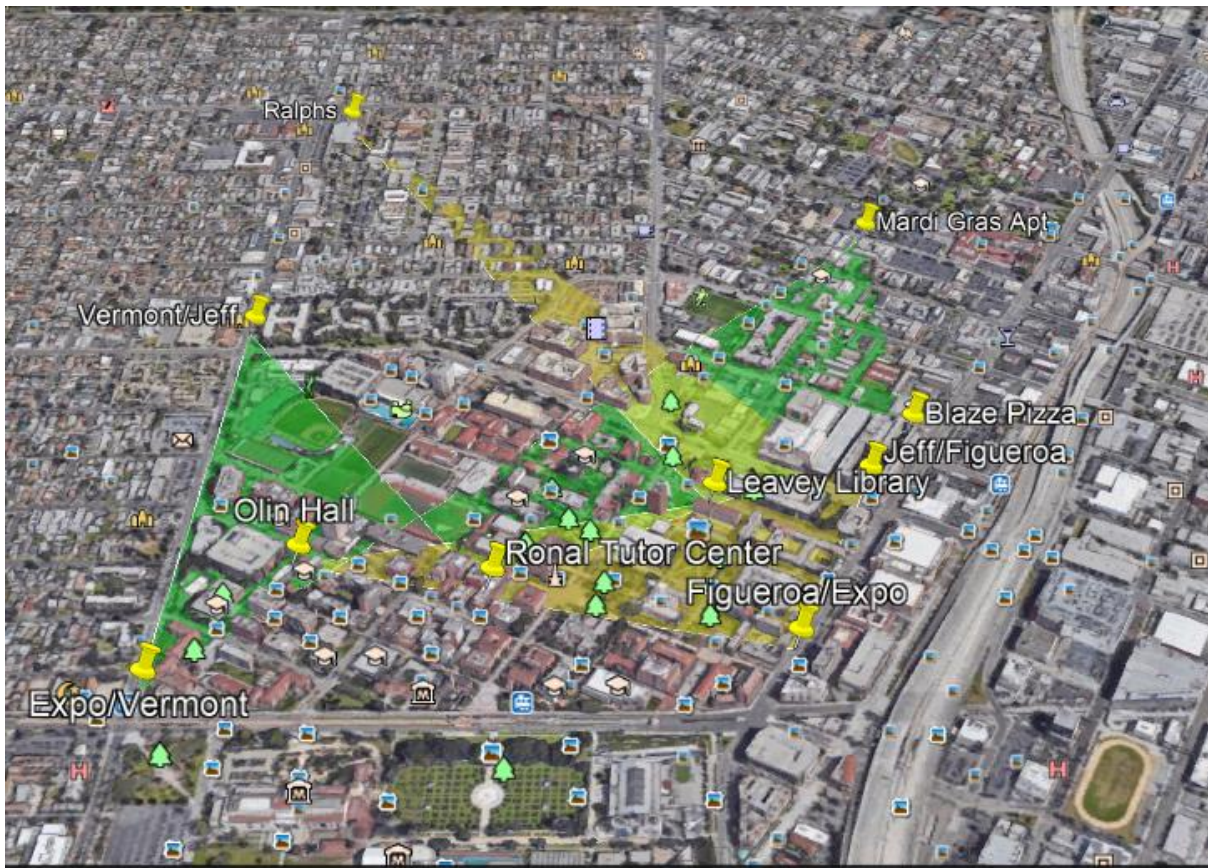 Ralphs
Mardi Gras Apt
Vermont/Jeff
Blaze Pizza
Jeff/Figueroa
Leavey Library
Olin Hall
Ronal Tutor Center
Figueroa/Expo
Expo/Vermont